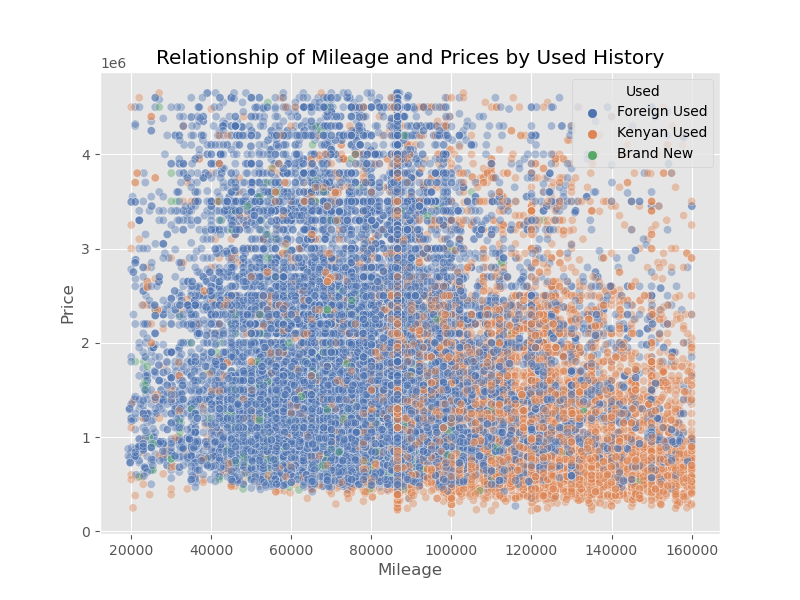 Relationship of Mileage and Prices by Used History
1e6
Used
Foreign Used
Kenyan Used
Brand New
4
3
2
1
0
Price
20000 40000 60000 80000 100000 120000 140000 160000
Mileage